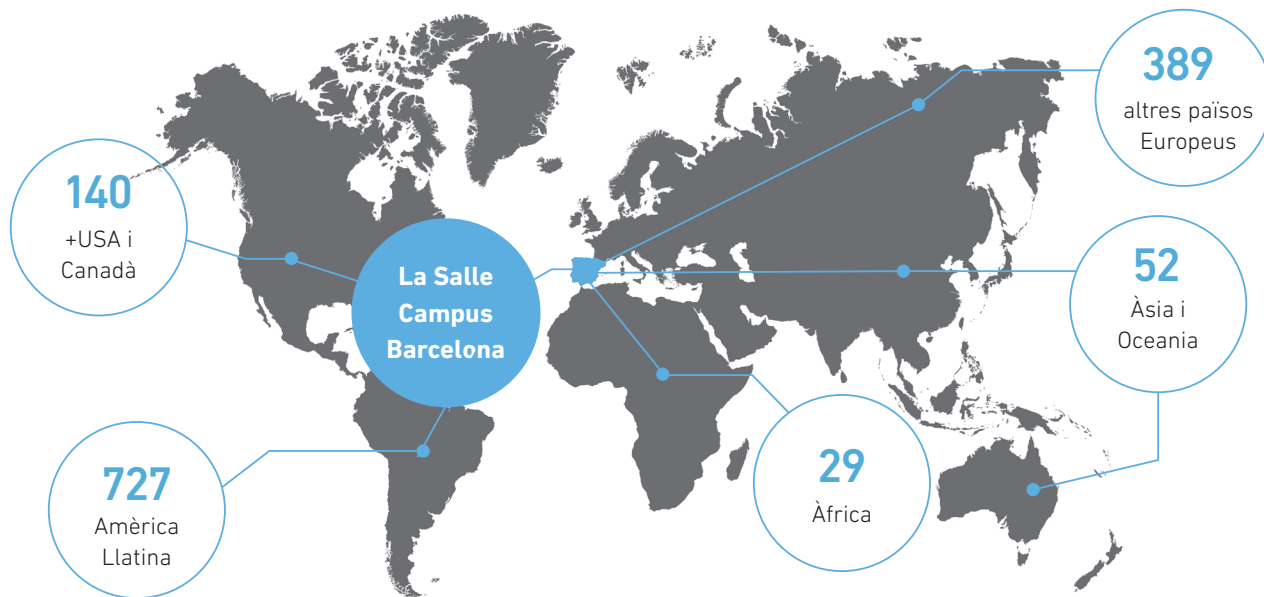 389
altres països
Europeus
140
+USA i
Canadà
La Salle
Campus
Barcelona
52
Àsia i
Oceania
727
Amèrica
Llatina
29
Àfrica